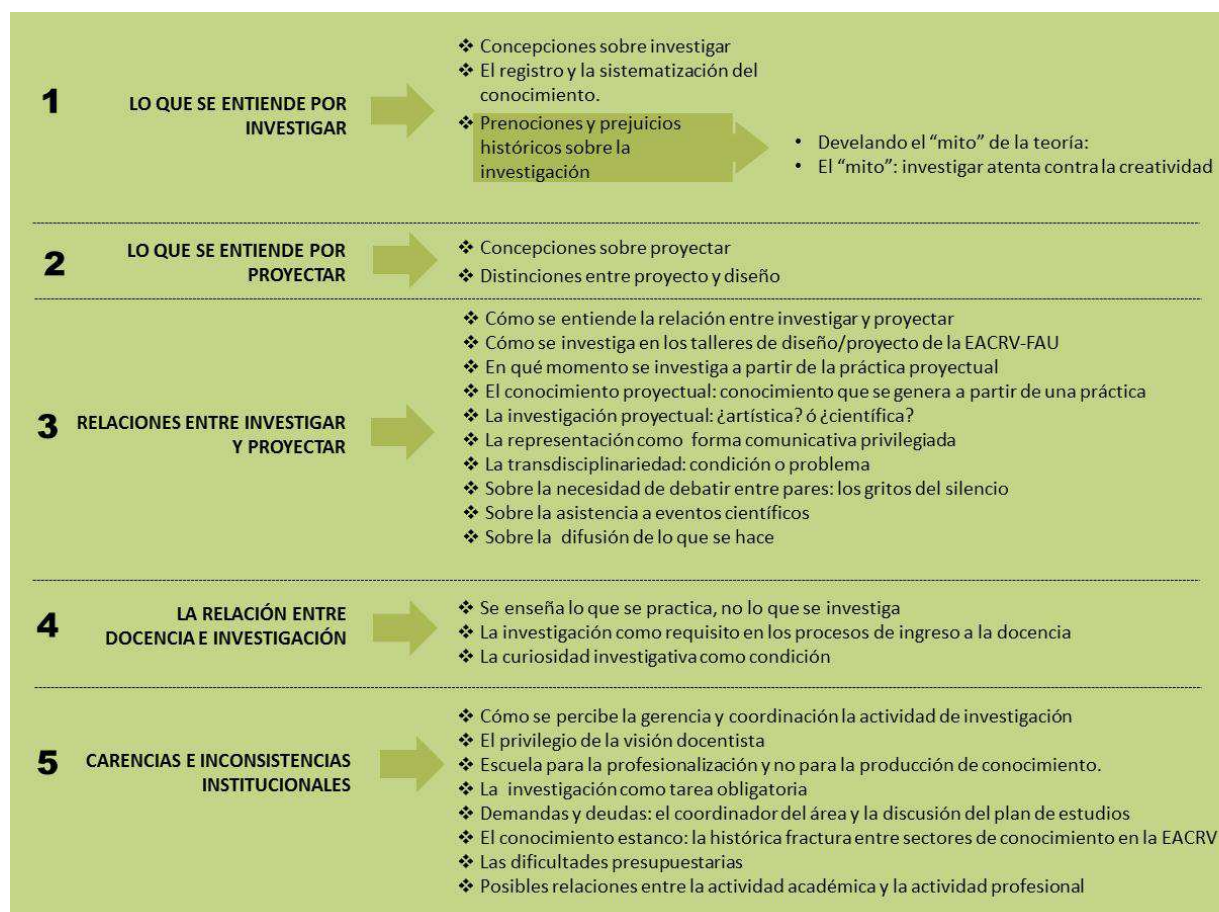 1
LO QUE SE ENTIENDE POR
INVESTIGAR
❖ Concepciones sobre investigar
❖ El registro y la sistematización del
conocimiento.
❖ Prenociones y prejuicios
históricos sobre la
investigación
• Develando el “mito” de la teoría:
• El “mito”: investigar atenta contra la creatividad
2
LO QUE SE ENTIENDE POR
PROYECTAR
❖ Concepciones sobre proyectar
❖ Distinciones entre proyecto y diseño
3
RELACIONES ENTRE INVESTIGAR
Y PROYECTAR
❖ Cómo se entiende la relación entre investigar y proyectar
❖ Cómo se investiga en los talleres de diseño/proyecto de la EACRV-FAU
❖ En qué momento se investiga a partir de la práctica proyectual
❖ El conocimiento proyectual: conocimiento que se genera a partir de una práctica
❖ La investigación proyectual: ¿artística? ó ¿científica?
❖ La representación como forma comunicativa privilegiada
❖ La transdisciplinariedad: condición o problema
❖ Sobre la necesidad de debatir entre pares: los gritos del silencio
❖ Sobre la asistencia a eventos científicos
❖ Sobre la difusión de lo que se hace
4
LA RELACIÓN ENTRE
DOCENCIA E INVESTIGACIÓN
❖ Se enseña lo que se practica, no lo que se investiga
❖ La investigación como requisito en los procesos de ingreso a la docencia
❖ La curiosidad investigativa como condición
5
CARENCIAS E INCONSISTENCIAS
INSTITUCIONALES
❖ Cómo se percibe la gerencia y coordinación la actividad de investigación
❖ El privilegio de la visión docentista
❖ Escuela para la profesionalización y no para la producción de conocimiento.
❖ La investigación como tarea obligatoria
❖ Demandas y deudas: el coordinador del área y la discusión del plan de estudios
❖ El conocimiento estanco: la histórica fractura entre sectores de conocimiento en la EACRV
❖ Las dificultades presupuestarias
❖ Posibles relaciones entre la actividad académica y la actividad profesional